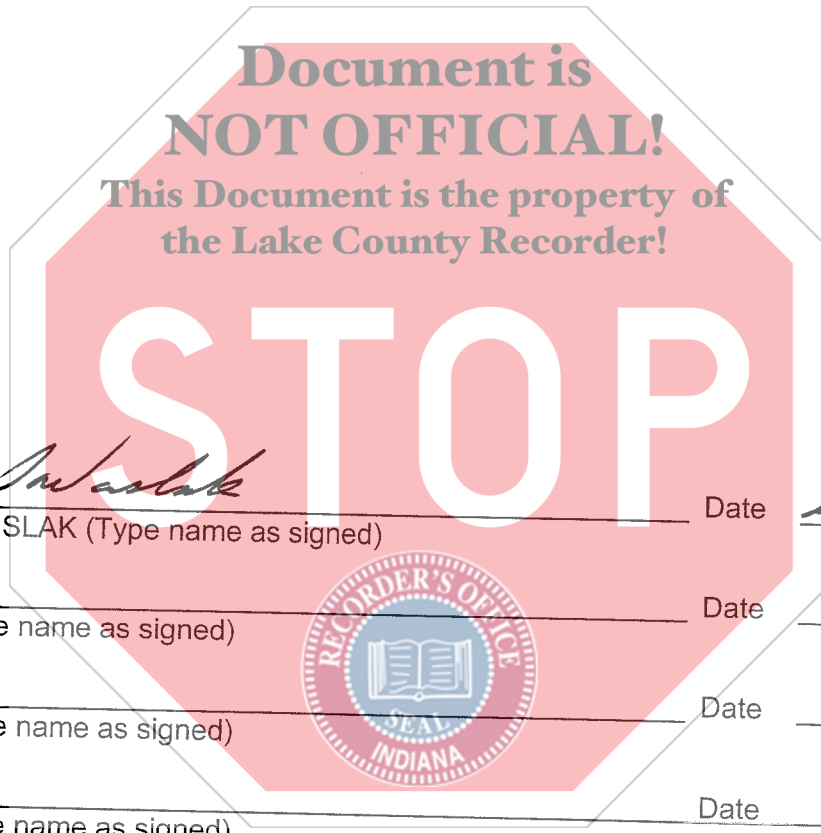 Document is
NOT OFFICIAL!
This Document is the property of
the Lake County Recorder!
STOP
Date
SLAK (Type name as signed)
RECORDER'S OFFICE
Date
e name as signed)
SEAL
INDIANA
Date
e name as signed)
Date
e name as signed)